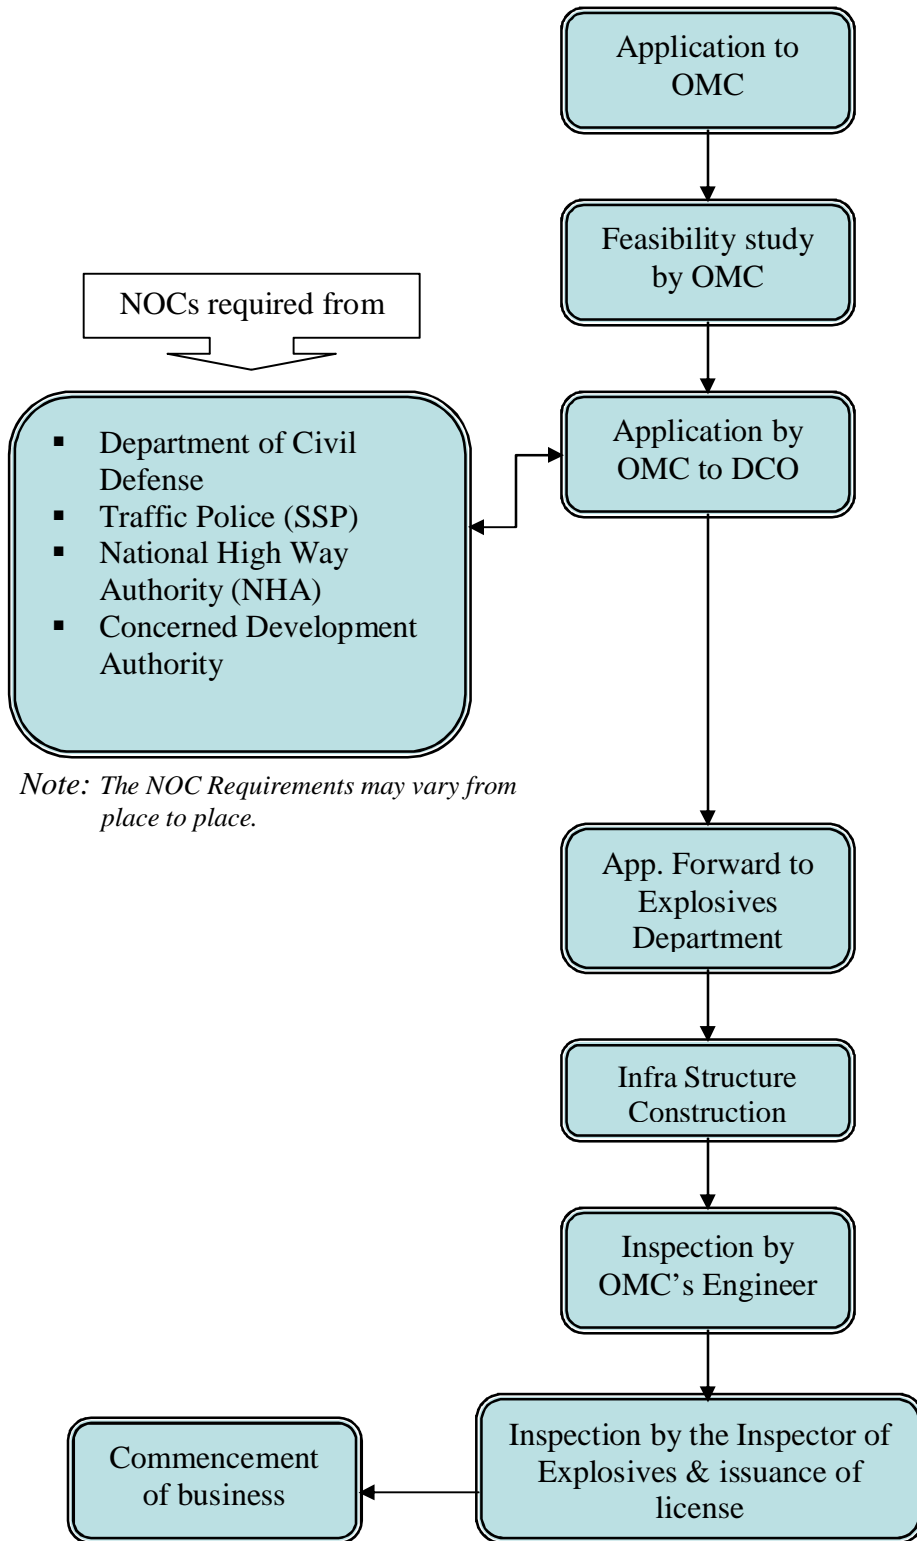 Application to
OMC
Feasibility study
by OMC
NOCs required from
▪ Department of Civil
Defense
▪ Traffic Police (SSP)
▪ National High Way
Authority (NHA)
▪ Concerned Development
Authority
Application by
OMC to DCO
Note: The NOC Requirements may vary from
place to place.
App. Forward to
Explosives
Department
Infra Structure
Construction
Inspection by
OMC’s Engineer
Inspection by the Inspector of
Explosives & issuance of
license
Commencement
of business